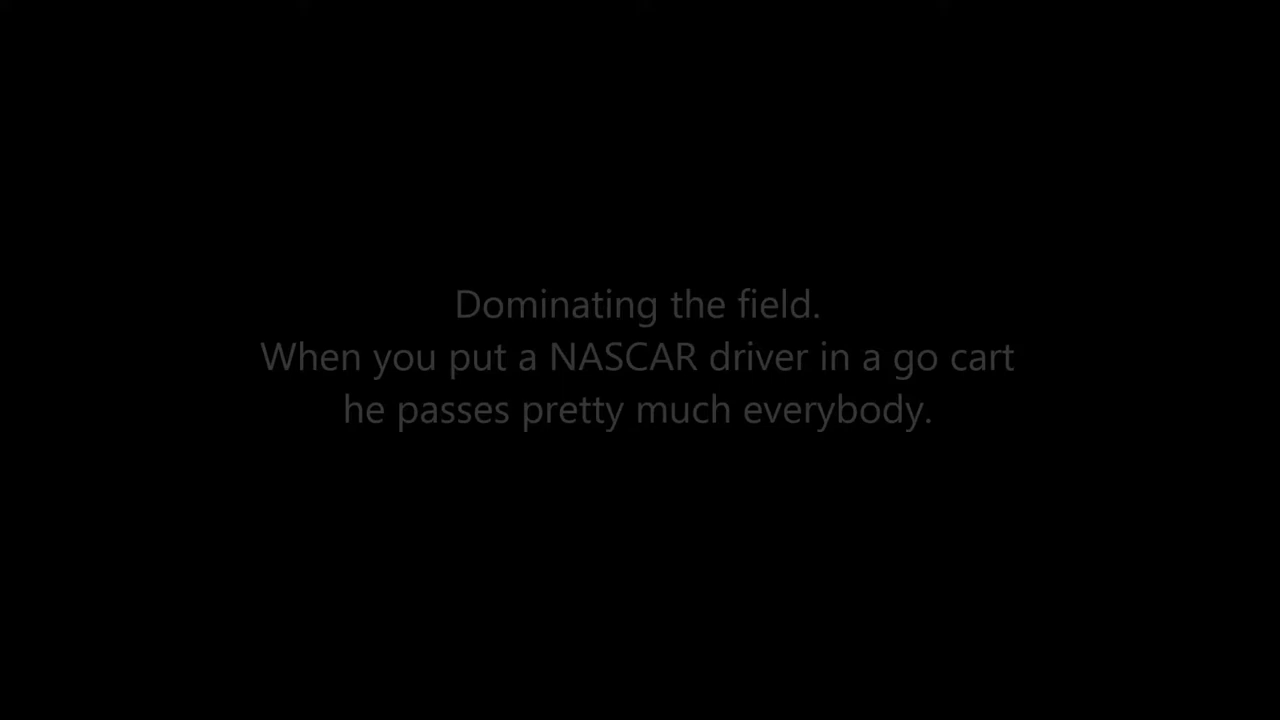 Dominating the field.
When you put a NASCAR driver in a go cart
he passes pretty much everybody.